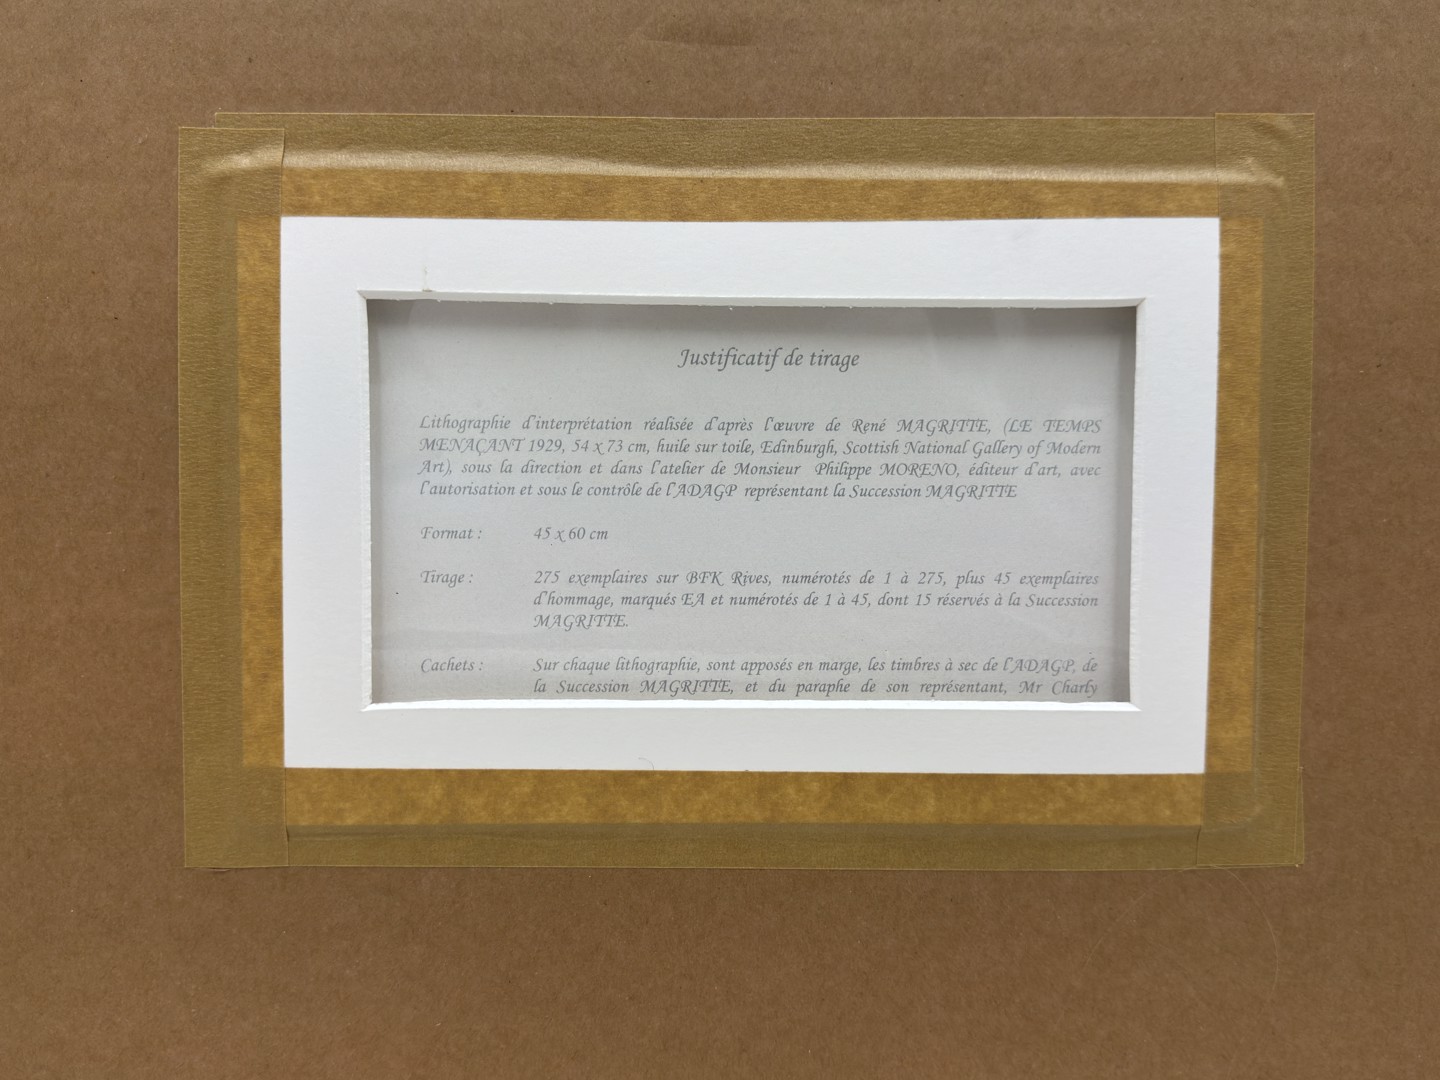 Justificatif de tirage
Lithographie d'interprétation réalisée d'après l'œuvre de René MAGRITTE, (LE TEMPS
MENAÇANT 1929, 54 x 73 cm, huile sur toile, Edinburgh, Scottish National Gallery of Modern
Art), sous la direction et dans l'atelier de Monsieur Philippe MORENO, éditeur d'art, avec
l'autorisation et sous le contrôle de l'ADAGP représentant la Succession MAGRITTE
Format : 45 x 60 cm
Tirage : 275 exemplaires sur BFK Rives, numérotés de 1 à 275, plus 45 exemplaires
d'hommage, marqués EA et numérotés de 1 à 45, dont 15 réservés à la Succession
MAGRITTE.
Cachets : Sur chaque lithographie, sont apposés en marge, les timbres à sec de l'ADAGP, de
la Succession MAGRITTE, et du paraphe de son représentant, Mr Charly